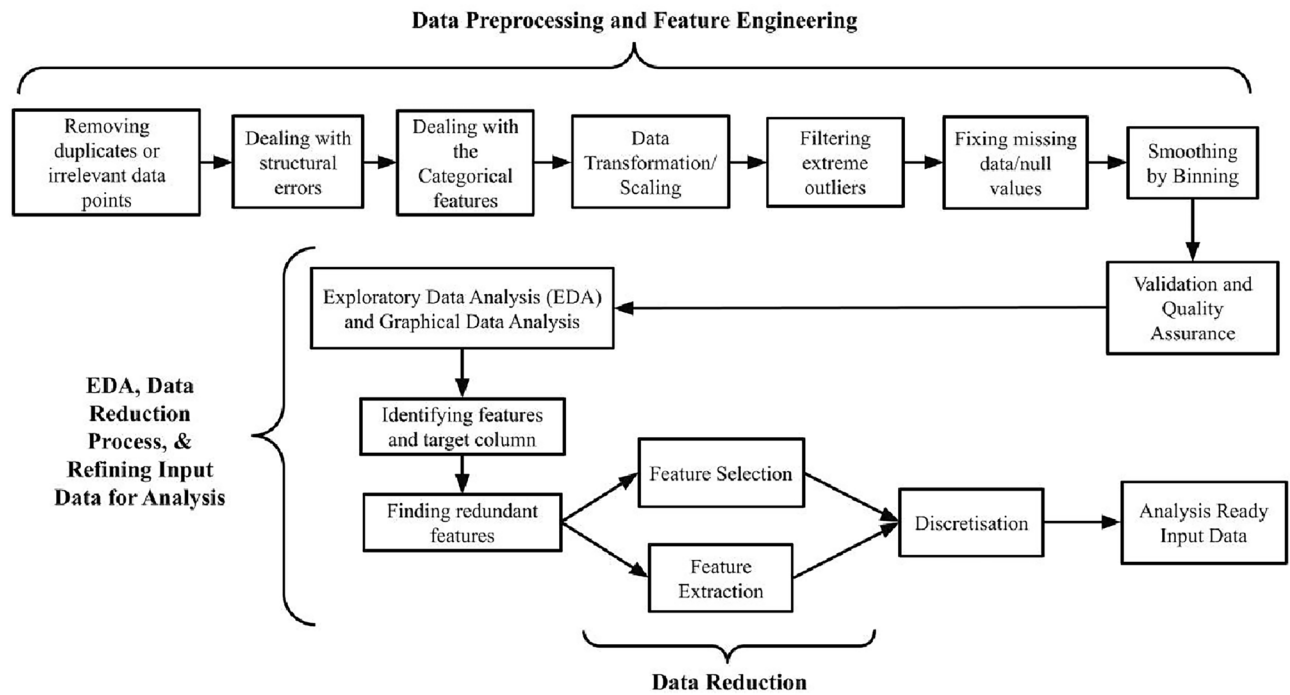 Data Preprocessing and Feature Engineering
Removing
duplicates or
irrelevant data
points
Dealing with
structural
errors
Dealing with
the
Categorical
features
Data
Transformation/
Scaling
Filtering
extreme
outliers
Fixing missing
data/null
values
Smoothing
by Binning
Validation and
Quality
Assurance
Exploratory Data Analysis (EDA)
and Graphical Data Analysis
EDA, Data
Reduction
Process, &
Refining Input
Data for Analysis
Identifying features
and target column
Finding redundant
features
Feature Selection
Feature
Extraction
Discretisation
Analysis Ready
Input Data
Data Reduction